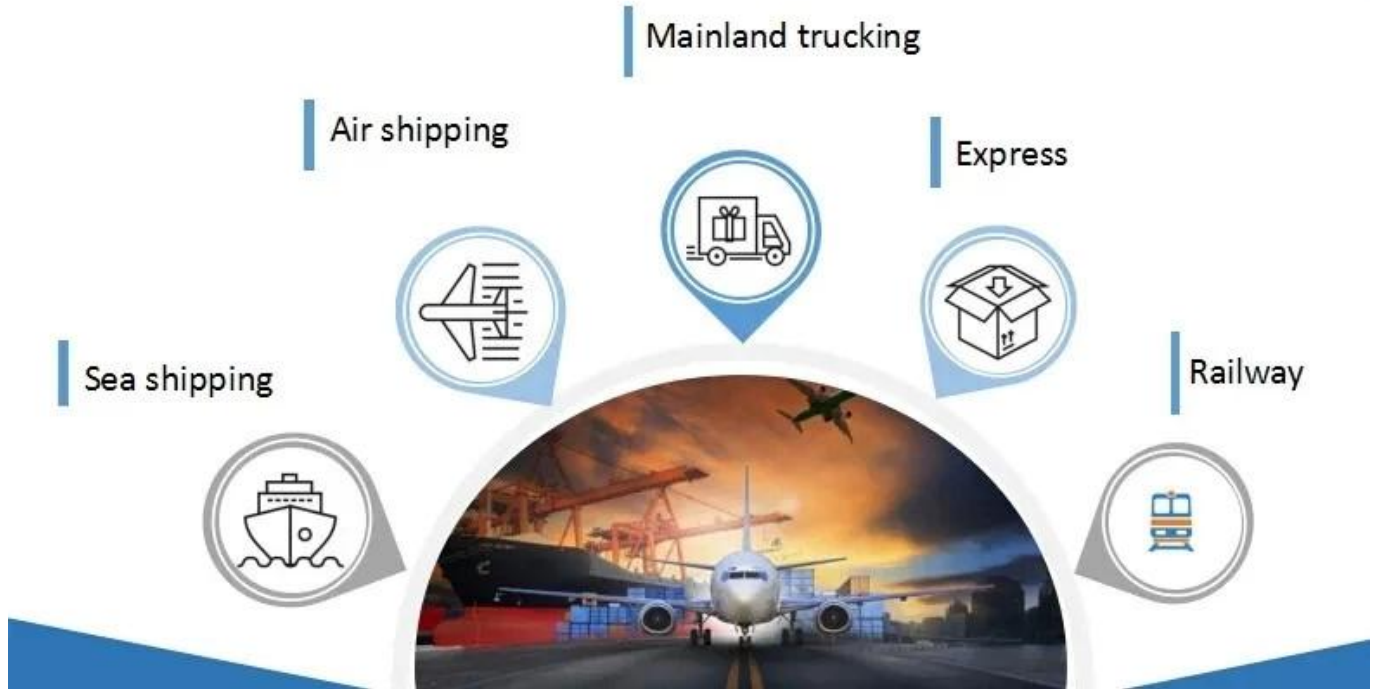 Mainland trucking
Air shipping
Express
Sea shipping
Railway